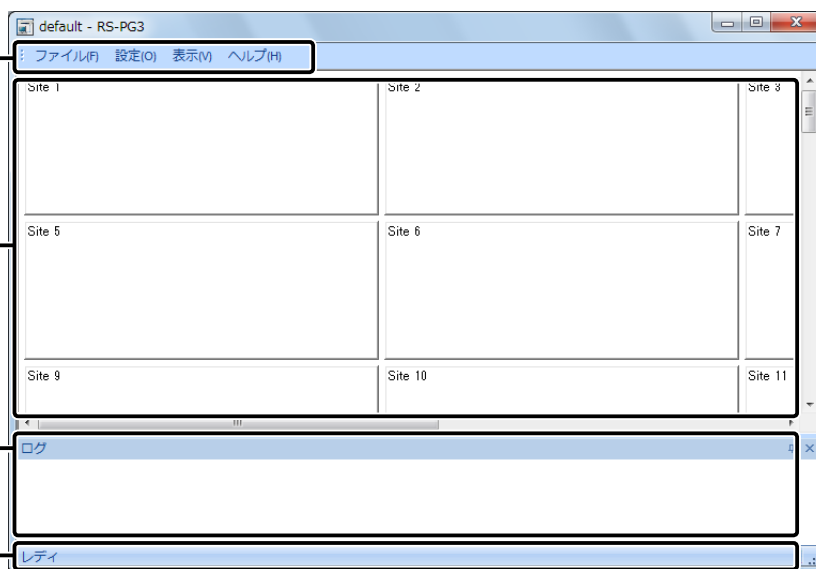 default - RS-PG3
ファイル(F) 設定(O) 表示(V) ヘルプ(H)
Site 1 Site 2 Site 3
Site 5 Site 6 Site 7
Site 9 Site 10 Site 11
ログ
レディ